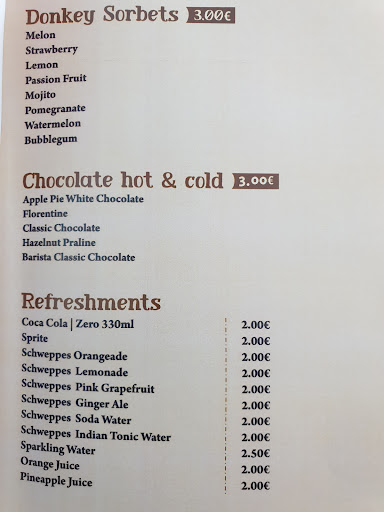 Donkey Sorbets 3.00€
Melon
Strawberry
Lemon
Passion Fruit
Mojito
Pomegranate
Watermelon
Bubblegum
Chocolate hot & cold 3.00€
Apple Pie White Chocolate
Florentine
Classic Chocolate
Hazelnut Praline
Barista Classic Chocolate
Refreshments
Coca Cola | Zero 330ml 2.00€
Sprite 2.00€
Schweppes Orangeade 2.00€
Schweppes Lemonade 2.00€
Schweppes Pink Grapefruit 2.00€
Schweppes Ginger Ale 2.00€
Schweppes Soda Water 2.00€
Schweppes Indian Tonic Water 2.00€
Sparkling Water 2.50€
Orange Juice 2.00€
Pineapple Juice 2.00€